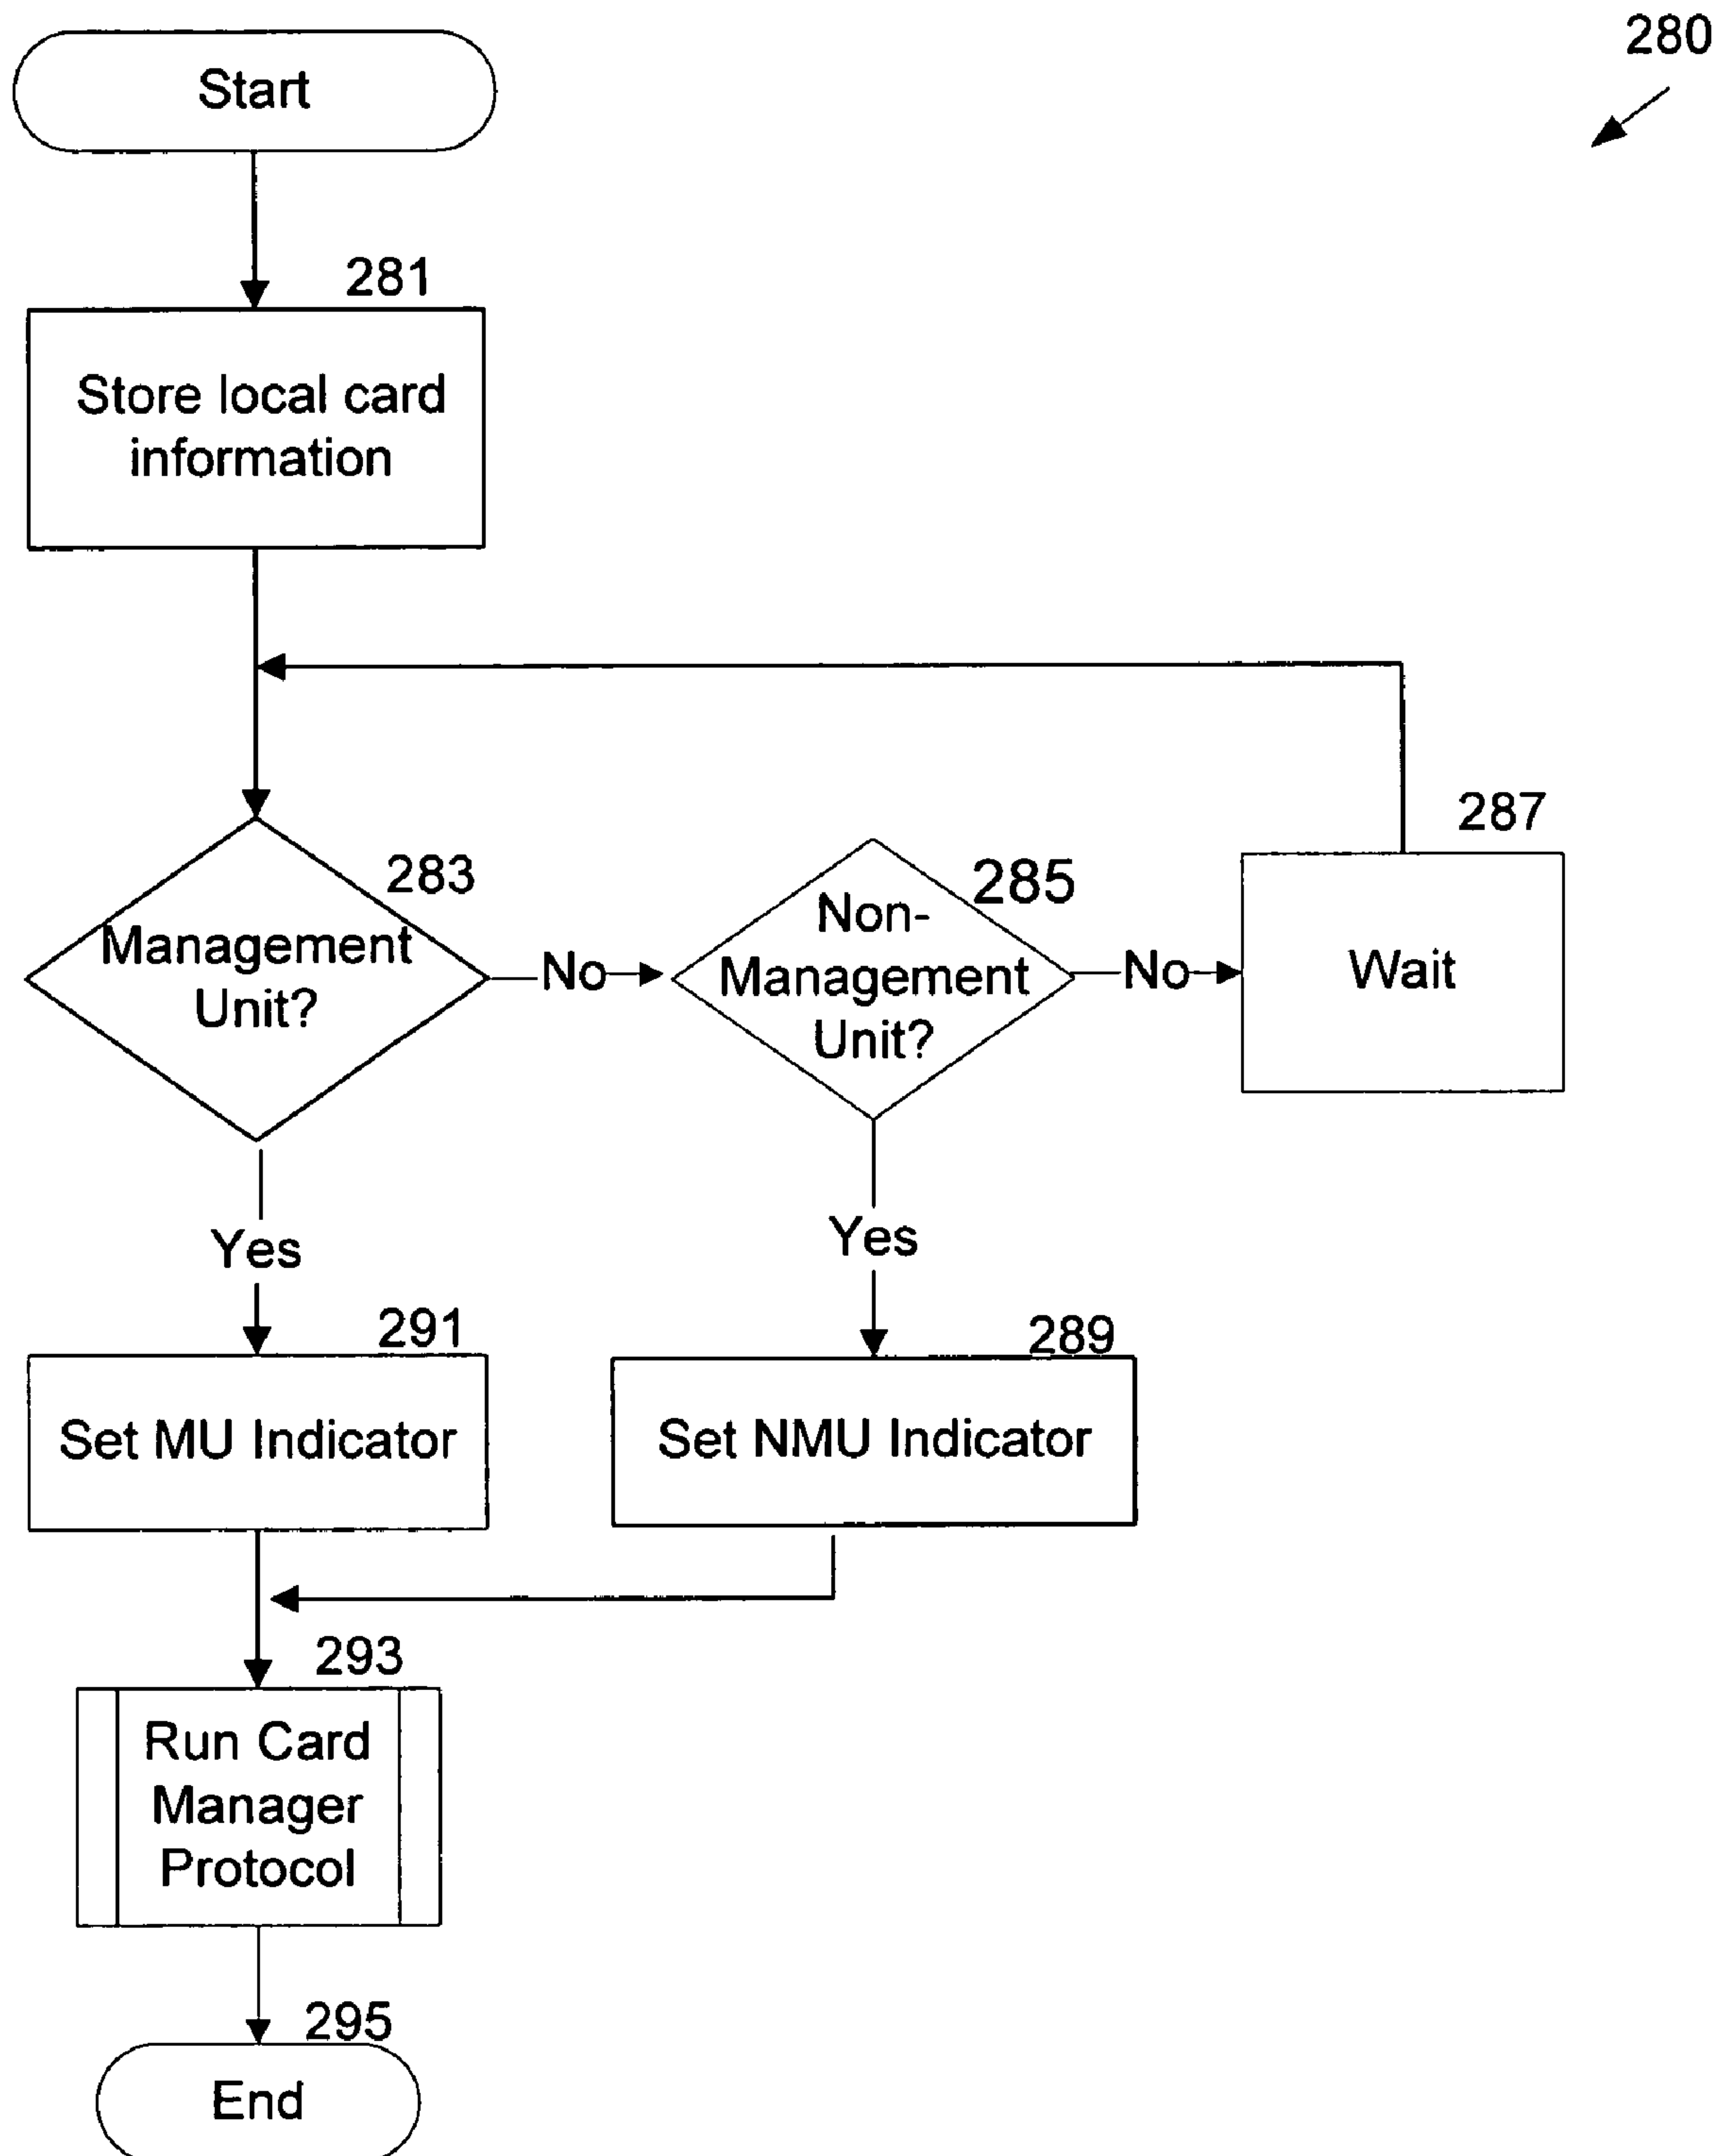 280
Start
281
Store local card
information
283
Management
Unit?
No
285
Non-
Management
Unit?
No
287
Wait
Yes
Yes
291
Set MU Indicator
289
Set NMU Indicator
293
Run Card
Manager
Protocol
295
End